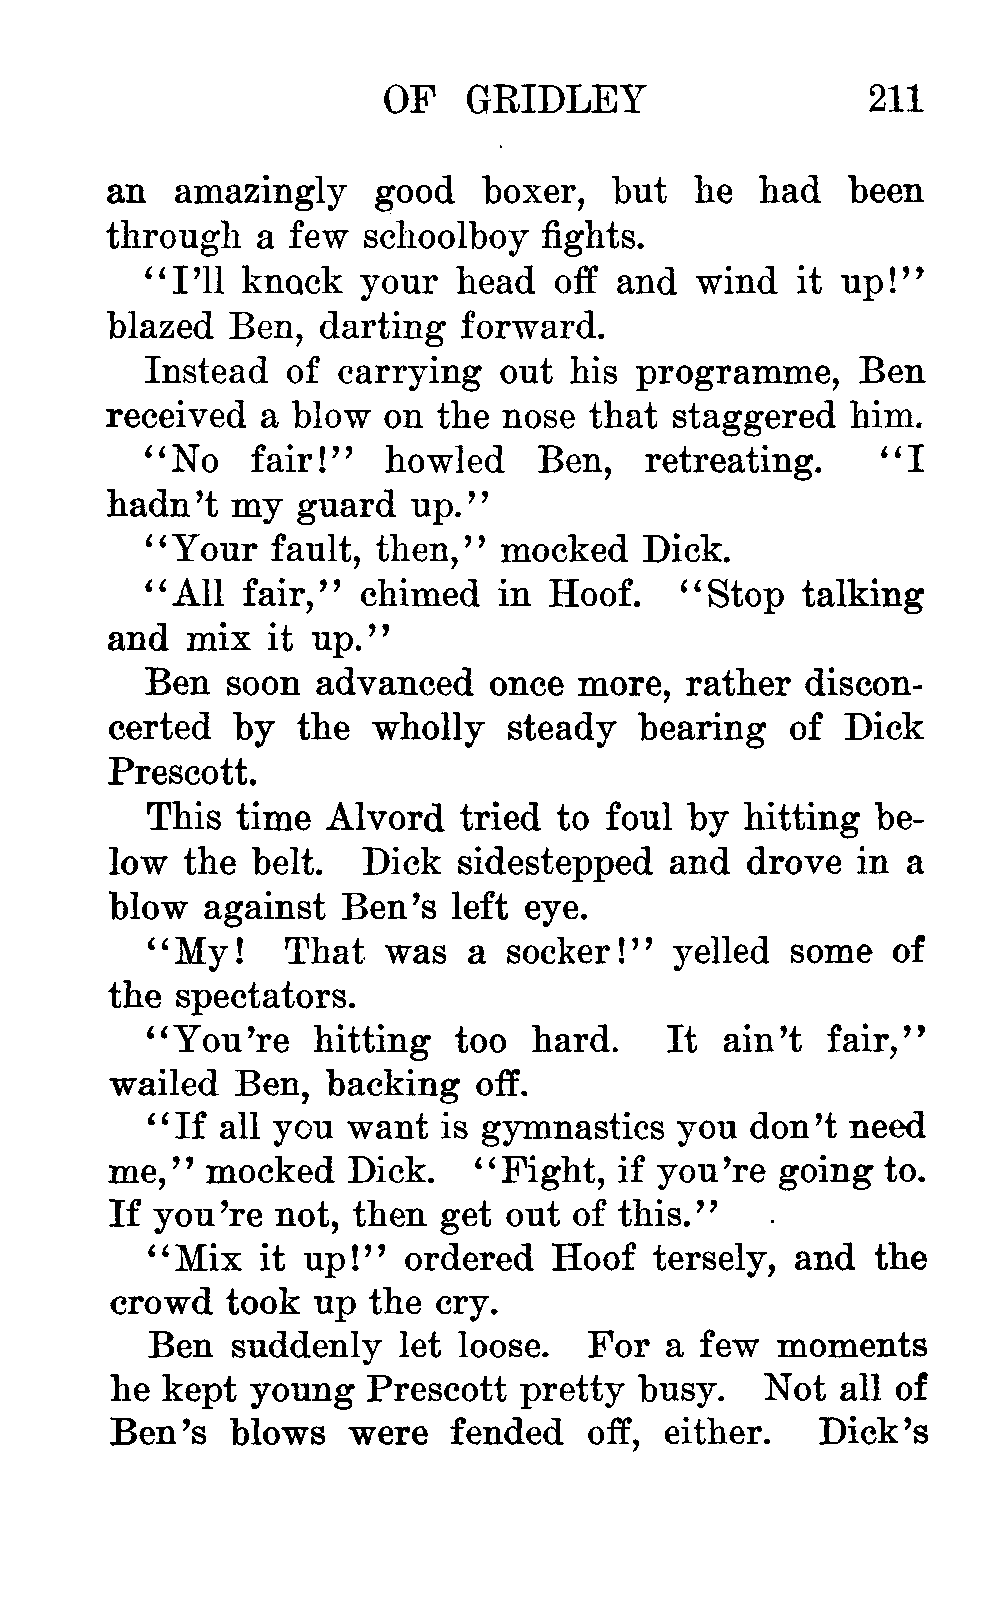 OF GRIDLEY 211
an amazingly good boxer, but he had been
through a few schoolboy fights.
“I’ll knock your head off and wind it up!”
blazed Ben, darting forward.
Instead of carrying out his programme, Ben
received a blow on the nose that staggered him.
“No fair!” howled Ben, retreating. “I
hadn’t my guard up.”
“Your fault, then,” mocked Dick.
“All fair,” chimed in Hoof. “Stop talking
and mix it up.”
Ben soon advanced once more, rather discon-
certed by the wholly steady bearing of Dick
Prescott.
This time Alvord tried to foul by hitting be-
low the belt. Dick sidestepped and drove in a
blow against Ben’s left eye.
“My! That was a socker!” yelled some of
the spectators.
“You’re hitting too hard. It ain’t fair,”
wailed Ben, backing off.
“If all you want is gymnastics you don’t need
me,” mocked Dick. “Fight, if you’re going to.
If you’re not, then get out of this.”
“Mix it up!” ordered Hoof tersely, and the
crowd took up the cry.
Ben suddenly let loose. For a few moments
he kept young Prescott pretty busy. Not all of
Ben’s blows were fended off, either. Dick’s